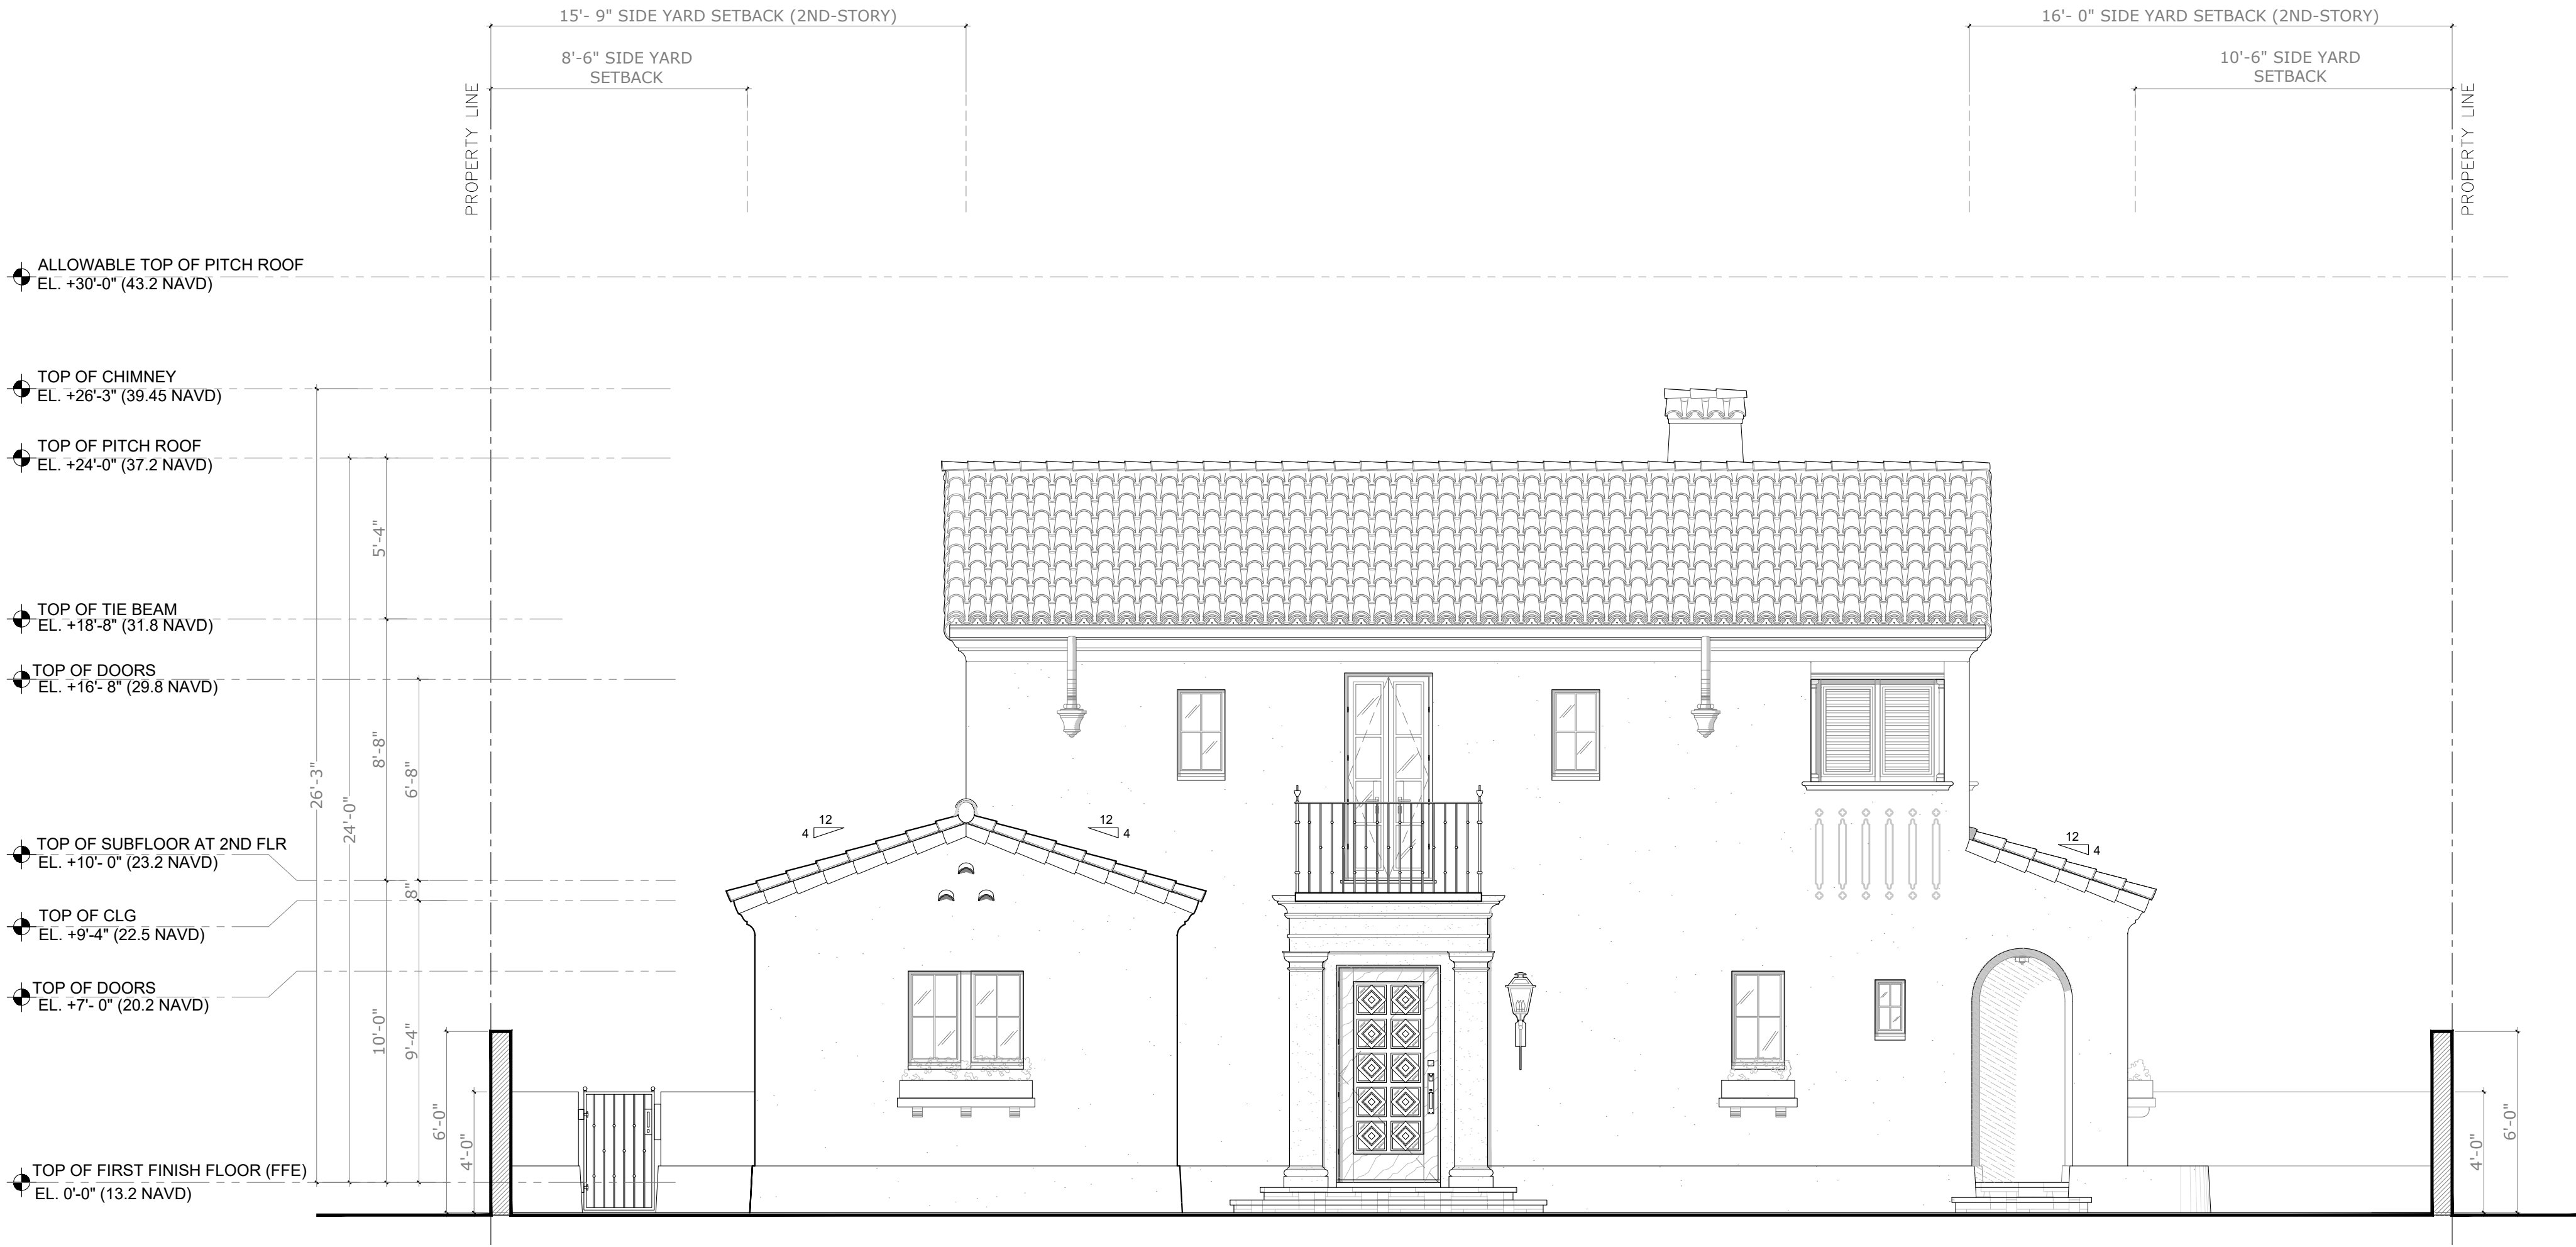 15'- 9" SIDE YARD SETBACK (2ND-STORY)
16'- 0" SIDE YARD SETBACK (2ND-STORY)
8'-6" SIDE YARD
SETBACK
10'-6" SIDE YARD
SETBACK
PROPERTY LINE
PROPERTY LINE
ALLOWABLE TOP OF PITCH ROOF
EL. +30'-0" (43.2 NAVD)
TOP OF CHIMNEY
EL. +26'-3" (39.45 NAVD)
TOP OF PITCH ROOF
EL. +24'-0" (37.2 NAVD)
5'-4"
TOP OF TIE BEAM
EL. +18'-8" (31.8 NAVD)
TOP OF DOORS
EL. +16'- 8" (29.8 NAVD)
26'-3"
24'-0"
8'-8"
6'-8"
12
4
12
4
12
4
TOP OF SUBFLOOR AT 2ND FLR
EL. +10'- 0" (23.2 NAVD)
8"
TOP OF CLG
EL. +9'-4" (22.5 NAVD)
TOP OF DOORS
EL. +7'- 0" (20.2 NAVD)
10'-0"
9'-4"
6'-0"
4'-0"
4'-0"
6'-0"
TOP OF FIRST FINISH FLOOR (FFE)
EL. 0'-0" (13.2 NAVD)